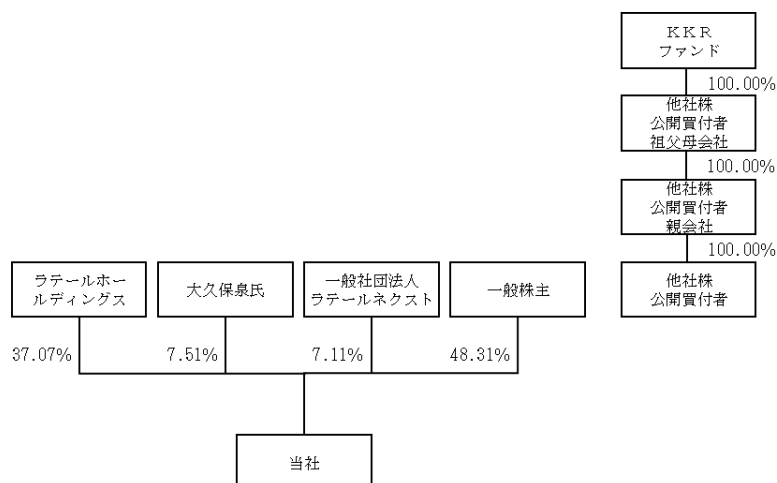 KKR
ファンド
100.00%
他社株
公開買付者
祖父母会社
100.00%
他社株
公開買付者
親会社
100.00%
他社株
公開買付者
ラテールホー
ルディングス
大久保泉氏
一般社団法人
ラテールネクスト
一般株主
37.07%
7.51%
7.11%
48.31%
当社